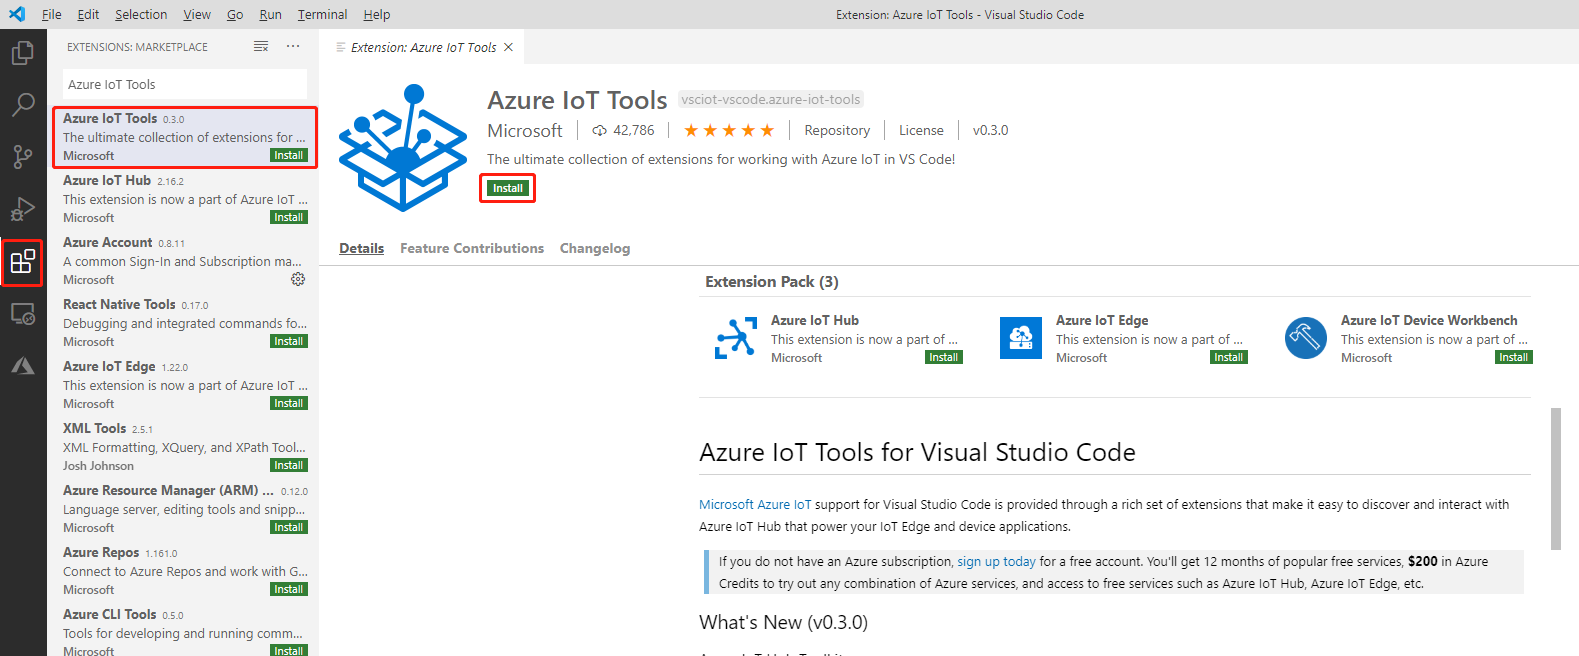 File Edit Selection View Go Run Terminal Help
Extension: Azure IoT Tools - Visual Studio Code
EXTENSIONS: MARKETPLACE
Azure IoT Tools
Azure IoT Tools 0.3.0
The ultimate collection of extensions for ...
Microsoft Install
Azure IoT Hub 2.16.2
This extension is now a part of Azure IoT ...
Microsoft Install
Azure Account 0.8.11
A common Sign-In and Subscription ma...
Microsoft
React Native Tools 0.17.0
Debugging and integrated commands fo...
Microsoft Install
Azure IoT Edge 1.22.0
This extension is now a part of Azure IoT ...
Microsoft Install
XML Tools 2.5.1
XML Formatting, XQuery, and XPath Tool...
Josh Johnson Install
Azure Resource Manager (ARM) ... 0.12.0
Language server, editing tools and snipp...
Microsoft Install
Azure Repos 1.161.0
Connect to Azure Repos and work with G...
Microsoft Install
Azure CLI Tools 0.5.0
Tools for developing and running comm...
Microsoft Install
Extension: Azure IoT Tools
Azure IoT Tools vsciot-vscode.azure-iot-tools
Microsoft 42,786 Repository License v0.3.0
The ultimate collection of extensions for working with Azure IoT in VS Code!
Install
Details Feature Contributions Changelog
Extension Pack (3)
Azure IoT Hub
This extension is now a part of ...
Microsoft Install
Azure IoT Edge
This extension is now a part of ...
Microsoft Install
Azure IoT Device Workbench
This extension is now a part of ...
Microsoft Install
Azure IoT Tools for Visual Studio Code
Microsoft Azure IoT support for Visual Studio Code is provided through a rich set of extensions that make it easy to discover and interact with
Azure IoT Hub that power your IoT Edge and device applications.
If you do not have an Azure subscription, sign up today for a free account. You'll get 12 months of popular free services, $200 in Azure
Credits to try out any combination of Azure services, and access to free services such as Azure IoT Hub, Azure IoT Edge, etc.
What's New (v0.3.0)